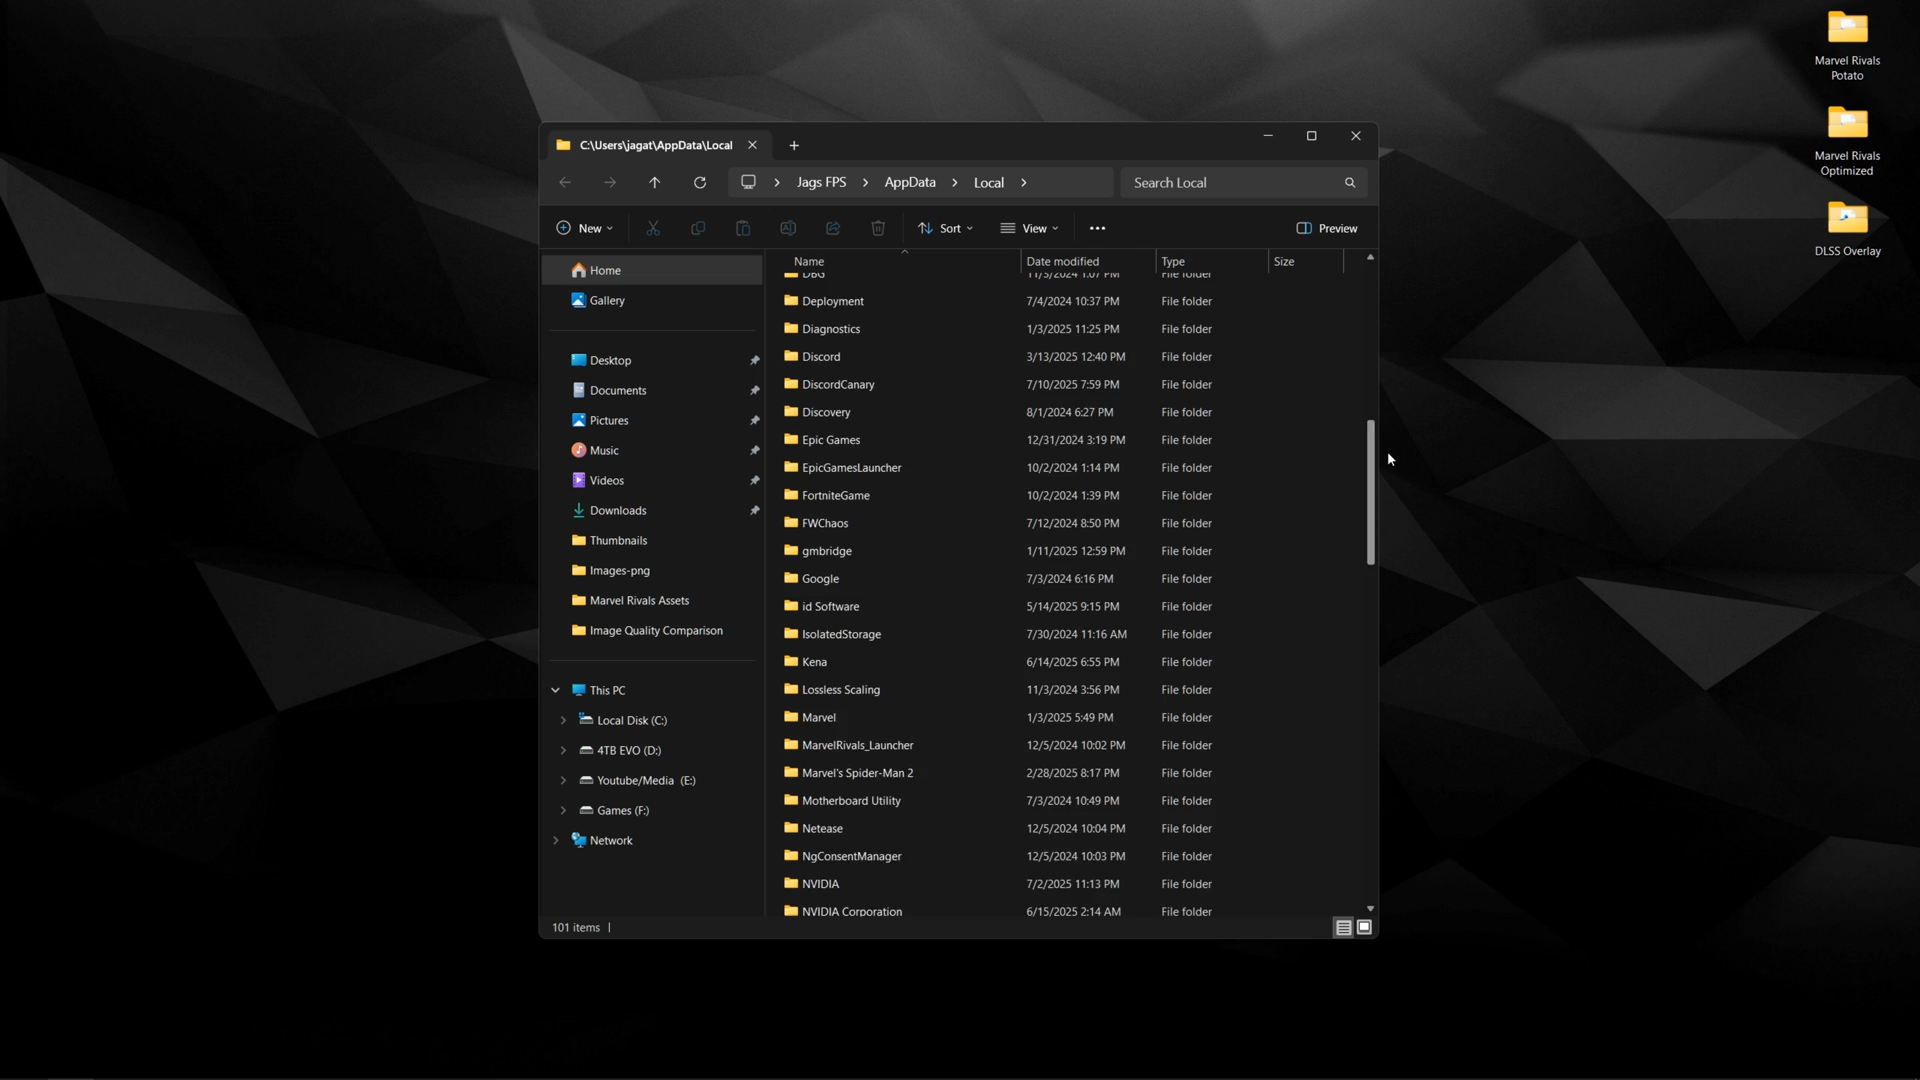 Marvel Rivals
Potato
Marvel Rivals
Optimized
DLSS Overlay
C:\Users\jagat\AppData\Local
Jags FPS > AppData > Local >
Search Local
New
Sort
View
Preview
Home
Gallery
Desktop
Documents
Pictures
Music
Videos
Downloads
Thumbnails
Images-png
Marvel Rivals Assets
Image Quality Comparison
This PC
Local Disk (C:)
4TB EVO (D:)
Youtube/Media (E:)
Games (F:)
Network
Name Date modified Type Size
DBG 11/3/2024 1:07 PM File folder
Deployment 7/4/2024 10:37 PM File folder
Diagnostics 1/3/2025 11:25 PM File folder
Discord 3/13/2025 12:40 PM File folder
DiscordCanary 7/10/2025 7:59 PM File folder
Discovery 8/1/2024 6:27 PM File folder
Epic Games 12/31/2024 3:19 PM File folder
EpicGamesLauncher 10/2/2024 1:14 PM File folder
FortniteGame 10/2/2024 1:39 PM File folder
FWChaos 7/12/2024 8:50 PM File folder
gmbridge 1/11/2025 12:59 PM File folder
Google 7/3/2024 6:16 PM File folder
id Software 5/14/2025 9:15 PM File folder
IsolatedStorage 7/30/2024 11:16 AM File folder
Kena 6/14/2025 6:55 PM File folder
Lossless Scaling 11/3/2024 3:56 PM File folder
Marvel 1/3/2025 5:49 PM File folder
MarvelRivals_Launcher 12/5/2024 10:02 PM File folder
Marvel's Spider-Man 2 2/28/2025 8:17 PM File folder
Motherboard Utility 7/3/2024 10:49 PM File folder
Netease 12/5/2024 10:04 PM File folder
NgConsentManager 12/5/2024 10:03 PM File folder
NVIDIA 7/2/2025 11:13 PM File folder
NVIDIA Corporation 6/15/2025 2:14 AM File folder
101 items